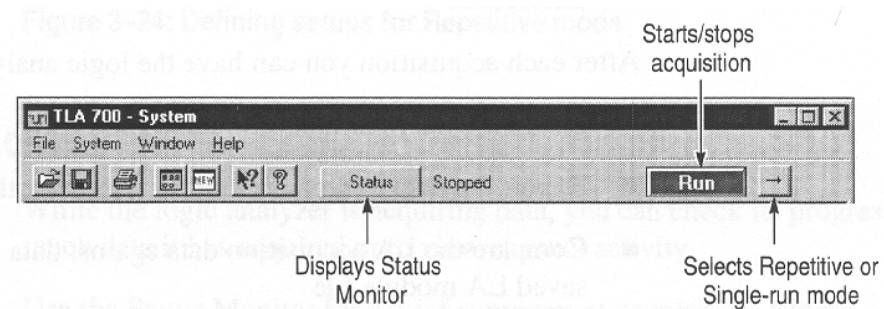 Starts/stops
acquisition
TLA 700 - System
File System Window Help
NEW
Status Stopped
Run
Displays Status
Monitor
Selects Repetitive or
Single-run mode